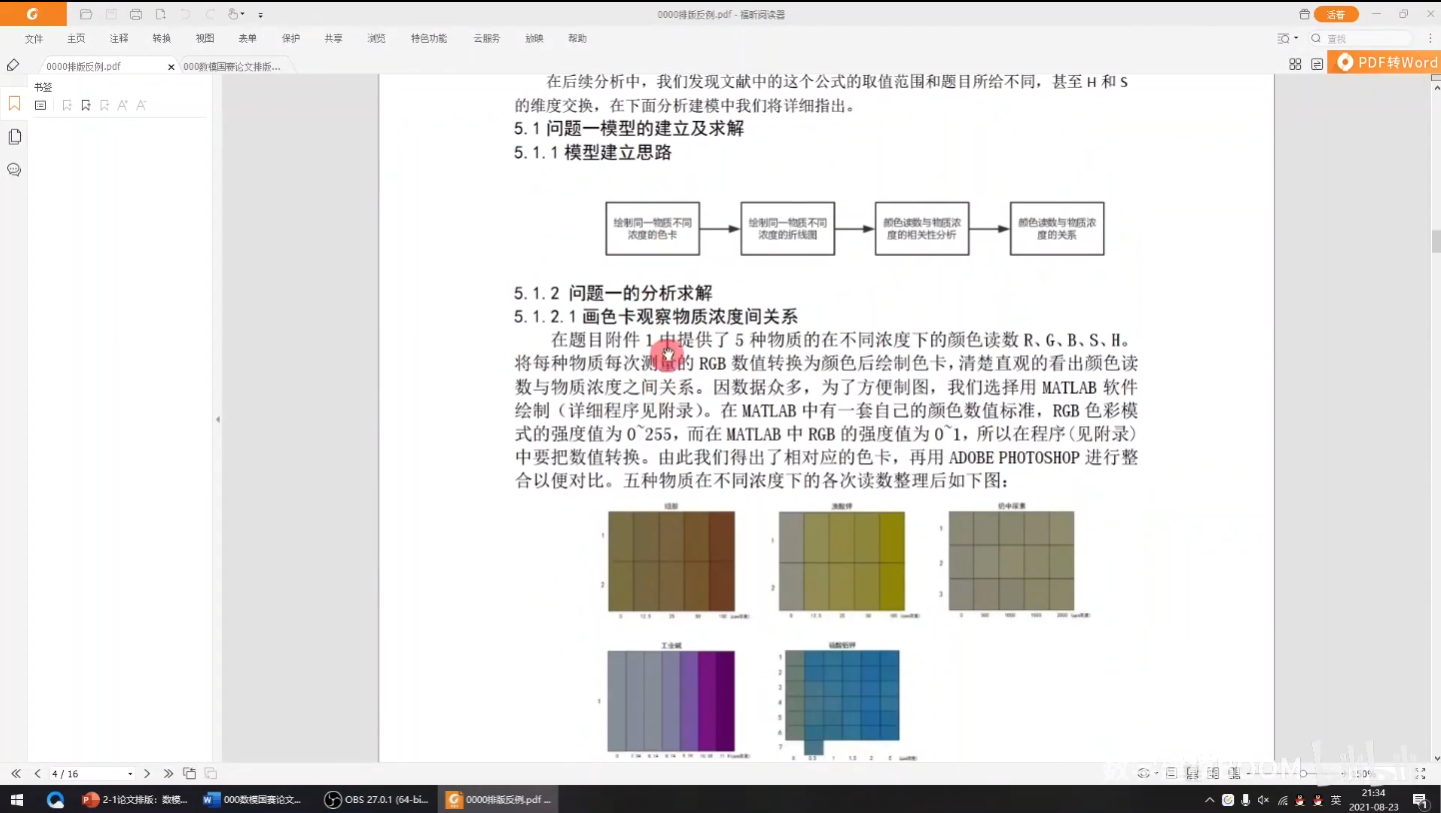 0000排版反例.pdf - 福昕阅读器
活着
文件 主页 注释 转换 视图 表单 保护 共享 浏览 特色功能 云服务 放映 帮助
查找
0000排版反例.pdf
000数模国赛论文排版...
PDF转Word
书签
在后续分析中，我们发现文献中的这个公式的取值范围和题目所给不同，甚至 H 和 S
的维度交换，在下面分析建模中我们将详细指出。
5.1 问题一模型的建立及求解
5.1.1 模型建立思路
绘制同一物质不同
浓度的色卡
绘制同一物质不同
浓度的折线图
颜色读数与物质浓
度的相关性分析
颜色读数与物质浓
度的关系
5.1.2 问题一的分析求解
5.1.2.1 画色卡观察物质浓度间关系
在题目附件 1 中提供了 5 种物质的在不同浓度下的颜色读数 R、G、B、S、H。
将每种物质每次测量的 RGB 数值转换为颜色后绘制色卡，清楚直观的看出颜色读
数与物质浓度之间关系。因数据众多，为了方便制图，我们选择用 MATLAB 软件
绘制（详细程序见附录）。在 MATLAB 中有一套自己的颜色数值标准，RGB 色彩模
式的强度值为 0~255，而在 MATLAB 中 RGB 的强度值为 0~1，所以在程序(见附录)
中要把数值转换。由此我们得出了相对应的色卡，再用 ADOBE PHOTOSHOP 进行整
合以便对比。五种物质在不同浓度下的各次读数整理后如下图：
组胺
溴酸钾
奶中尿素
1
2
1
2
1
2
3
0 12.5 25 50 100
0 12.5 25 50 100
0 500 1000 1500 2000
工业碱
硫酸铝钾
1
1
2
3
4
5
6
7
0 0.5 1 1.5 2 5
4 / 16
150%
2-1论文排版：数模...
000数模国赛论文...
OBS 27.0.1 (64-bi...
0000排版反例.pdf ...
英
21:34
2021-08-23